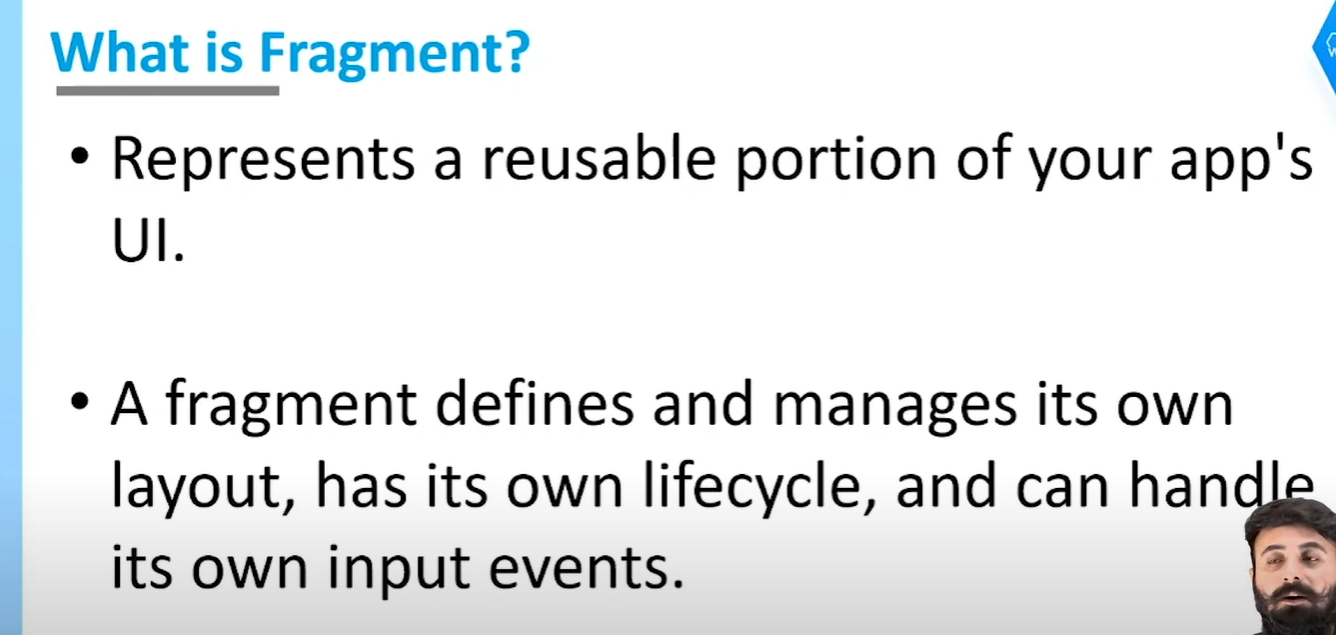 What is Fragment?
• Represents a reusable portion of your app's
UI.
• A fragment defines and manages its own
layout, has its own lifecycle, and can handle
its own input events.